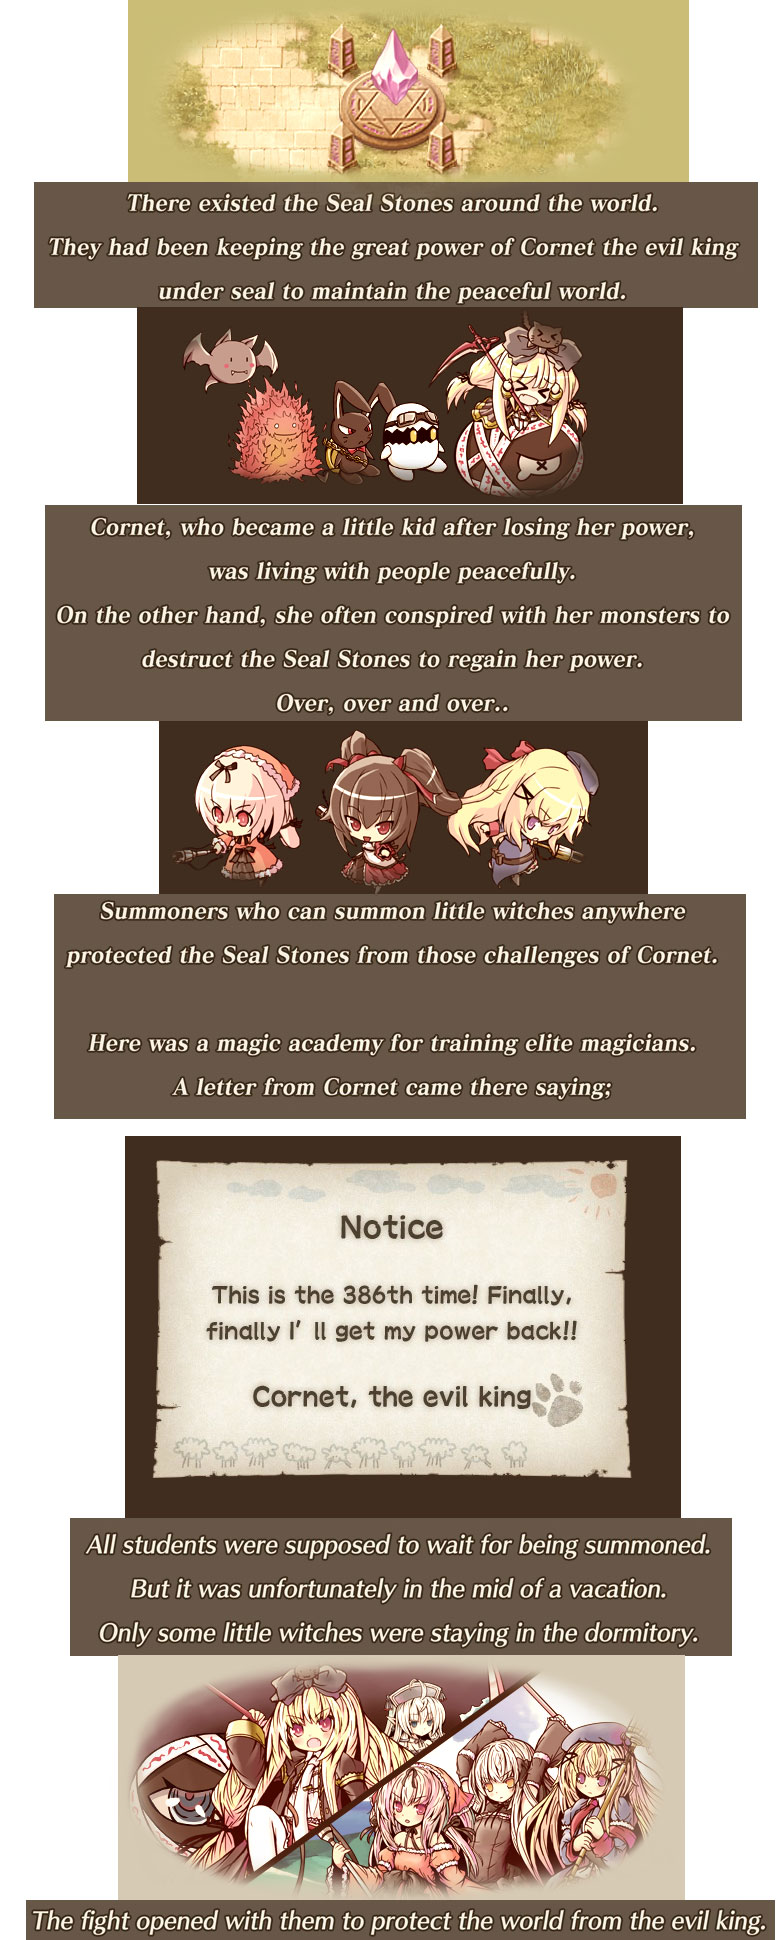 There existed the Seal Stones around the world.
They had been keeping the great power of Cornet the evil king
under seal to maintain the peaceful world.
Cornet, who became a little kid after losing her power,
was living with people peacefully.
On the other hand, she often conspired with her monsters to
destruct the Seal Stones to regain her power.
Over, over and over..
Summoners who can summon little witches anywhere
protected the Seal Stones from those challenges of Cornet.
Here was a magic academy for training elite magicians.
A letter from Cornet came there saying;
Notice
This is the 386th time! Finally,
finally I'll get my power back!!
Cornet, the evil king
All students were supposed to wait for being summoned.
But it was unfortunately in the mid of a vacation.
Only some little witches were staying in the dormitory.
The fight opened with them to protect the world from the evil king.